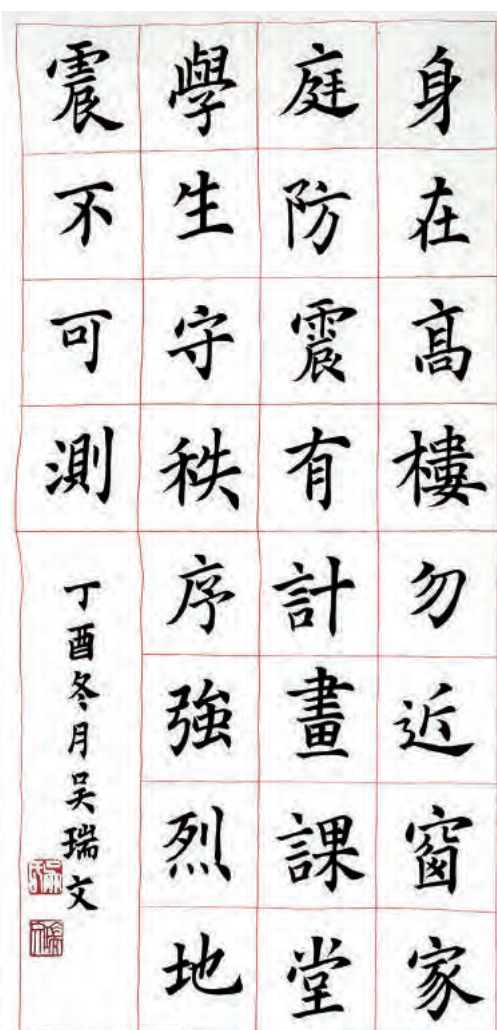 身在髙樓勿近窗家
庭防震有計畫課堂
學生守秩序強烈地
震不可測
丁酉冬月吴瑞文